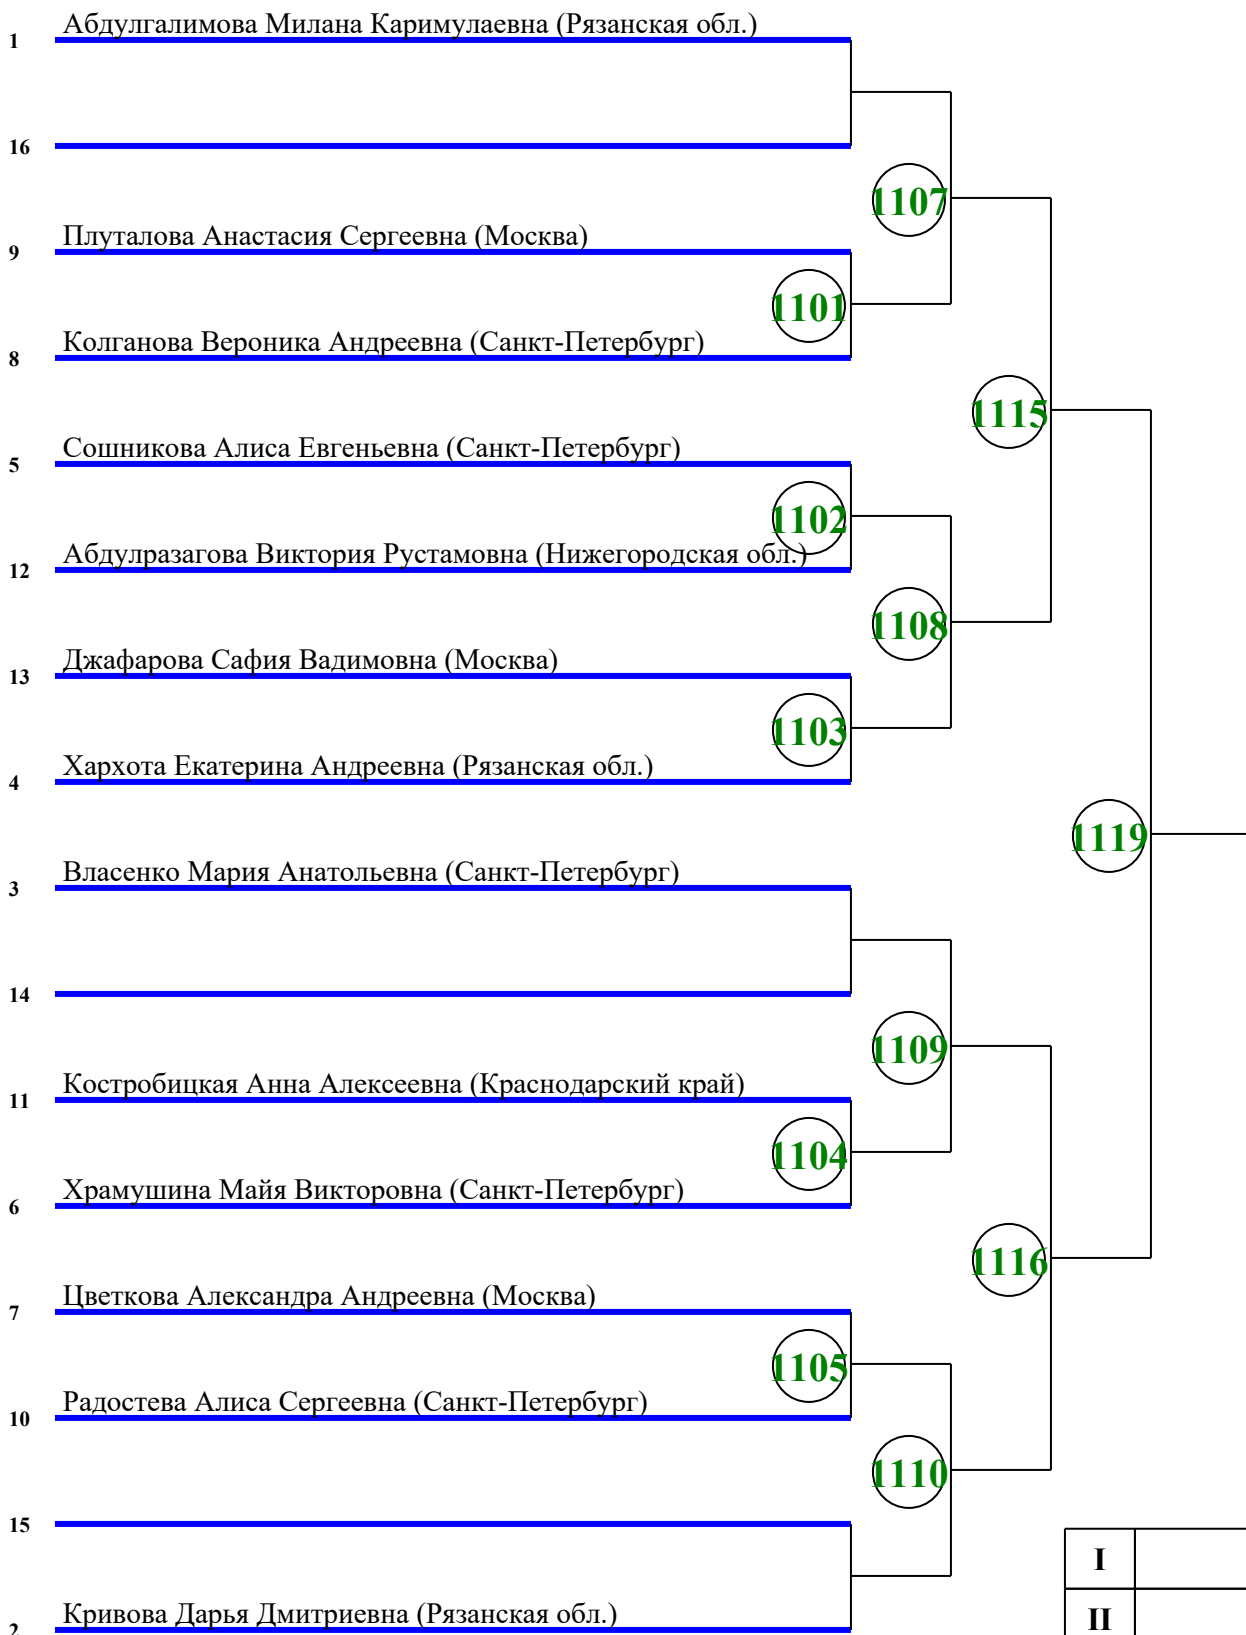 Абдулгалимова Милана Каримулаевна (Рязанская обл.)
1
16
1107
Плуталова Анастасия Сергеевна (Москва)
9
1101
Колганова Вероника Андреевна (Санкт-Петербург)
8
1115
Сошникова Алиса Евгеньевна (Санкт-Петербург)
5
1102
Абдулразагова Виктория Рустамовна (Нижегородская обл.)
12
1108
Джафарова Сафия Вадимовна (Москва)
13
1103
Хархота Екатерина Андреевна (Рязанская обл.)
4
1119
Власенко Мария Анатольевна (Санкт-Петербург)
3
14
1109
Костробицкая Анна Алексеевна (Краснодарский край)
11
1104
Храмушина Майя Викторовна (Санкт-Петербург)
6
1116
Цветкова Александра Андреевна (Москва)
7
1105
Радостева Алиса Сергеевна (Санкт-Петербург)
10
1110
15
I
Кривова Дарья Дмитриевна (Рязанская обл.)
2
II